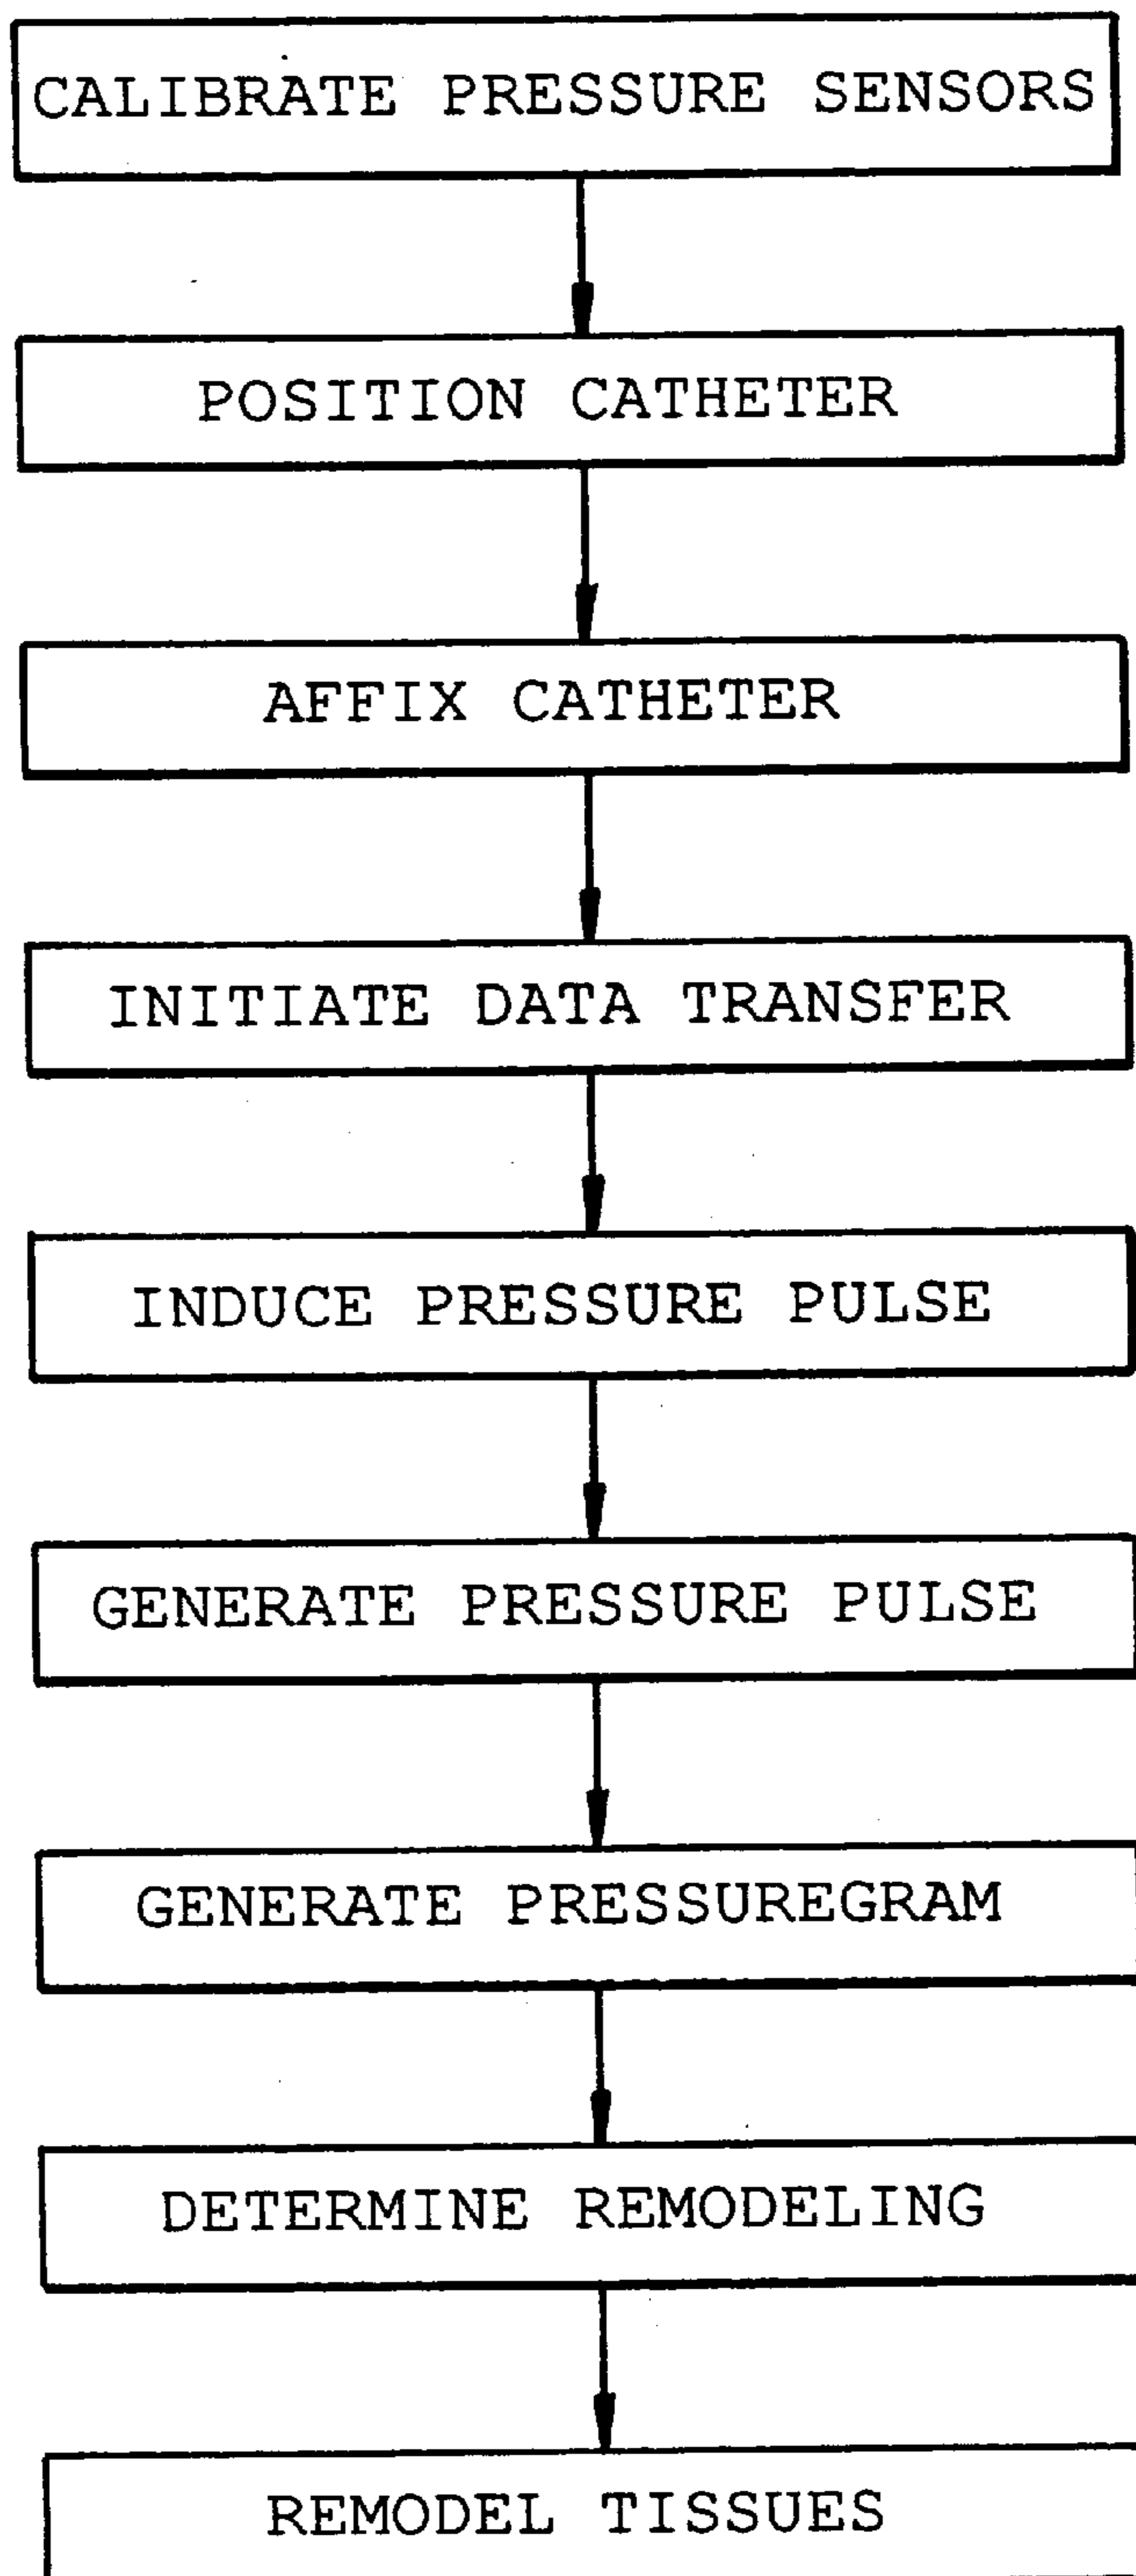 CALIBRATE PRESSURE SENSORS
POSITION CATHETER
AFFIX CATHETER
INITIATE DATA TRANSFER
INDUCE PRESSURE PULSE
GENERATE PRESSURE PULSE
GENERATE PRESSUREGRAM
DETERMINE REMODELING
REMODEL TISSUES